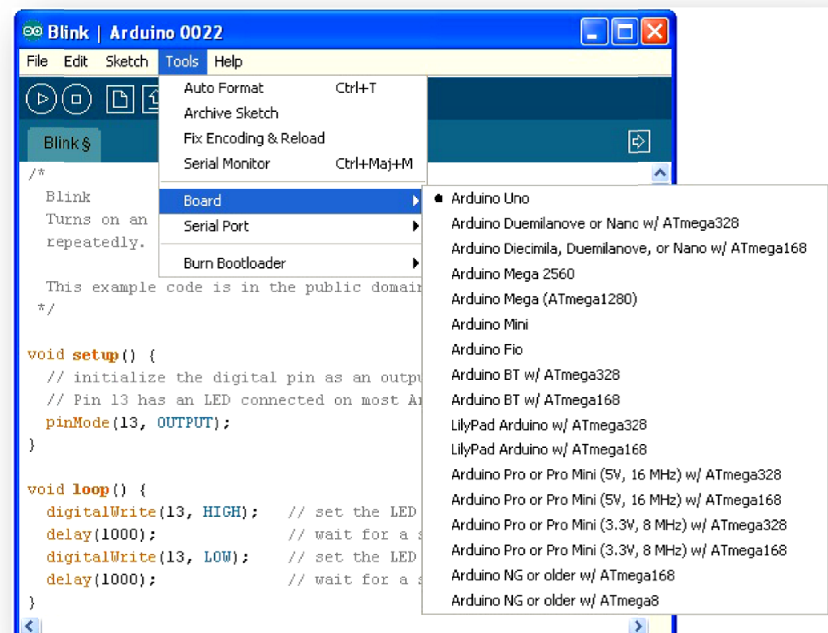 Blink | Arduino 0022
File Edit Sketch Tools Help
Auto Format Ctrl+T
Archive Sketch
Fix Encoding & Reload
Serial Monitor Ctrl+Maj+M
Board
Serial Port
Burn Bootloader
Arduino Uno
Arduino Duemilanove or Nano w/ ATmega328
Arduino Diecimila, Duemilanove, or Nano w/ ATmega168
Arduino Mega 2560
Arduino Mega (ATmega1280)
Arduino Mini
Arduino Fio
Arduino BT w/ ATmega328
Arduino BT w/ ATmega168
LilyPad Arduino w/ ATmega328
LilyPad Arduino w/ ATmega168
Arduino Pro or Pro Mini (5V, 16 MHz) w/ ATmega328
Arduino Pro or Pro Mini (5V, 16 MHz) w/ ATmega168
Arduino Pro or Pro Mini (3.3V, 8 MHz) w/ ATmega328
Arduino Pro or Pro Mini (3.3V, 8 MHz) w/ ATmega168
Arduino NG or older w/ ATmega168
Arduino NG or older w/ ATmega8
Blink§
/*
Blink
Turns on an
repeatedly.
This example code is in the public domain
*/
void setup() {
// initialize the digital pin as an outpu
// Pin 13 has an LED connected on most A
pinMode(13, OUTPUT);
}
void loop() {
digitalWrite(13, HIGH); // set the LED
delay(1000); // wait for a s
digitalWrite(13, LOW); // set the LED
delay(1000); // wait for a s
}